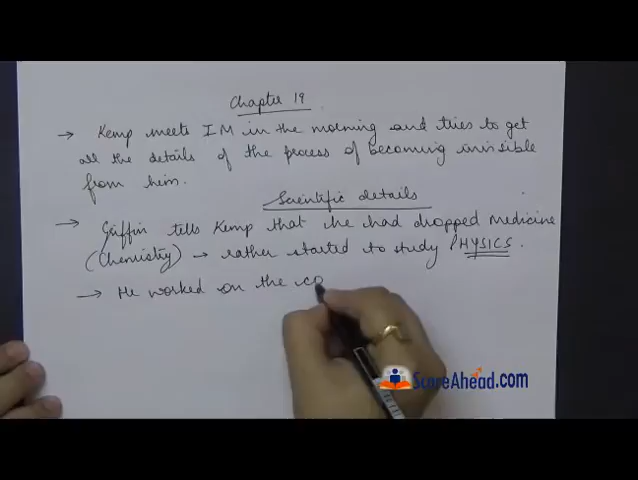 Chapter 19
→ Kemp meets IM in the morning and tries to get
all the details of the process of becoming invisible
from him.
Scientific details
→ Griffin tells Kemp that he had dropped Medicine
(Chemistry) → rather started to study PHYSICS.
→ He worked on the co
ScoreAhead.com